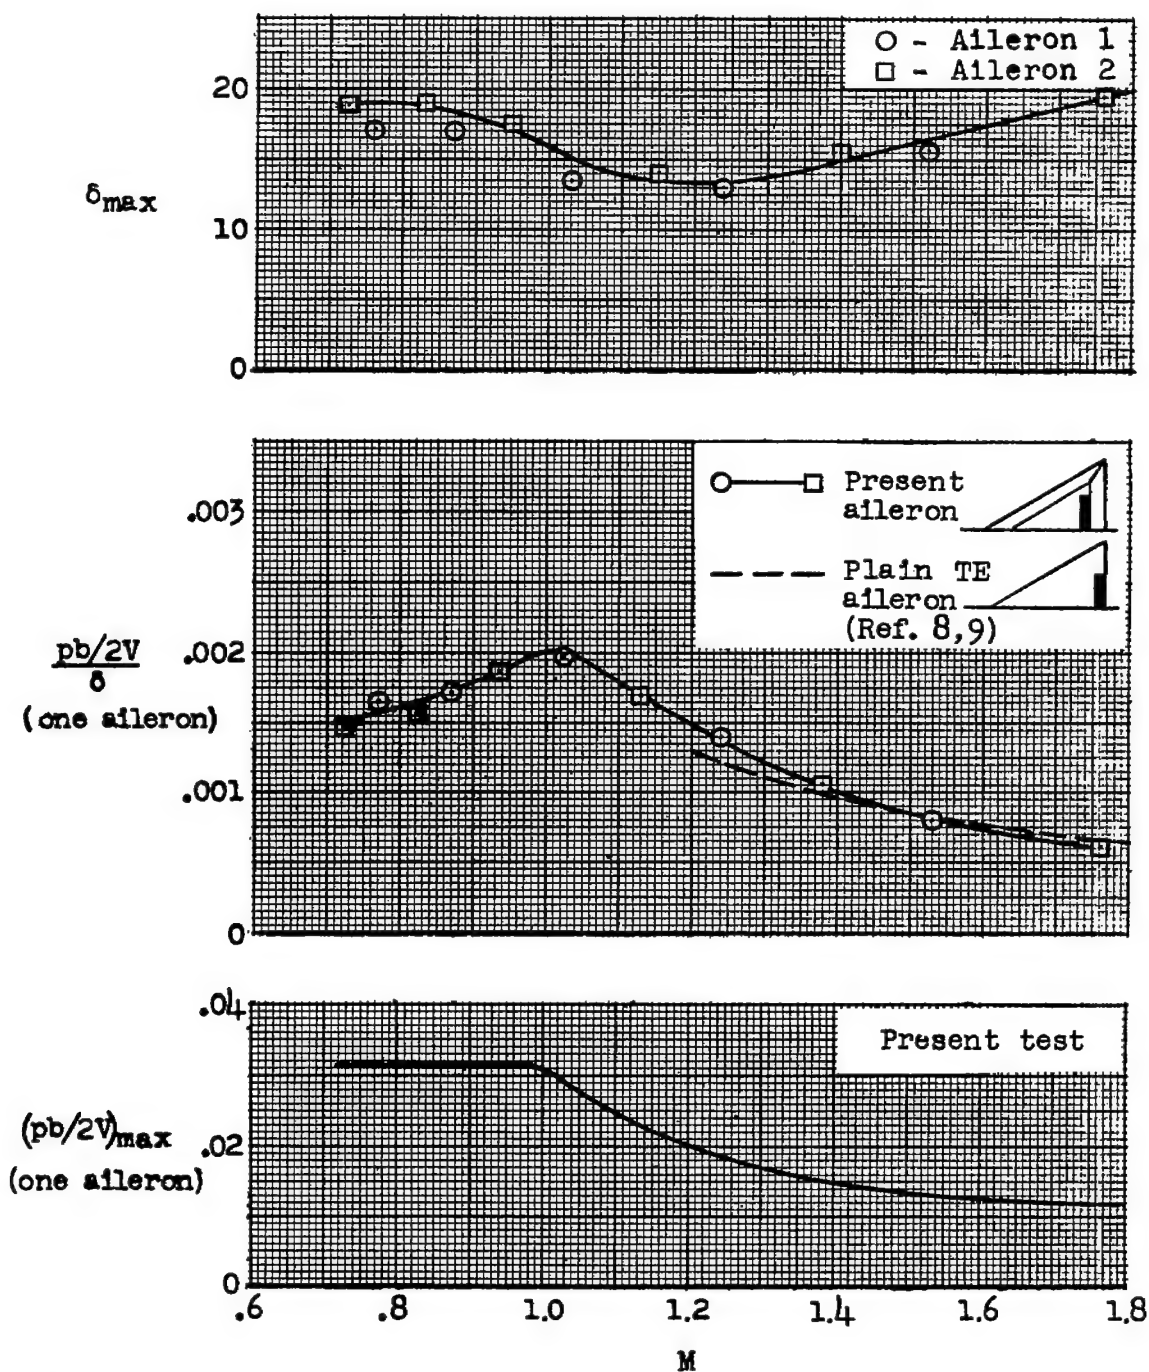 ○ - Aileron 1
□ - Aileron 2
20
δmax
10
0
Present
aileron
Plain TE
aileron
(Ref. 8,9)
.003
.002
pb/2V
δ
(one aileron)
.001
0
.04
Present test
(pb/2V)max
(one aileron)
.02
0
.6 .8 1.0 1.2 1.4 1.6 1.8
M